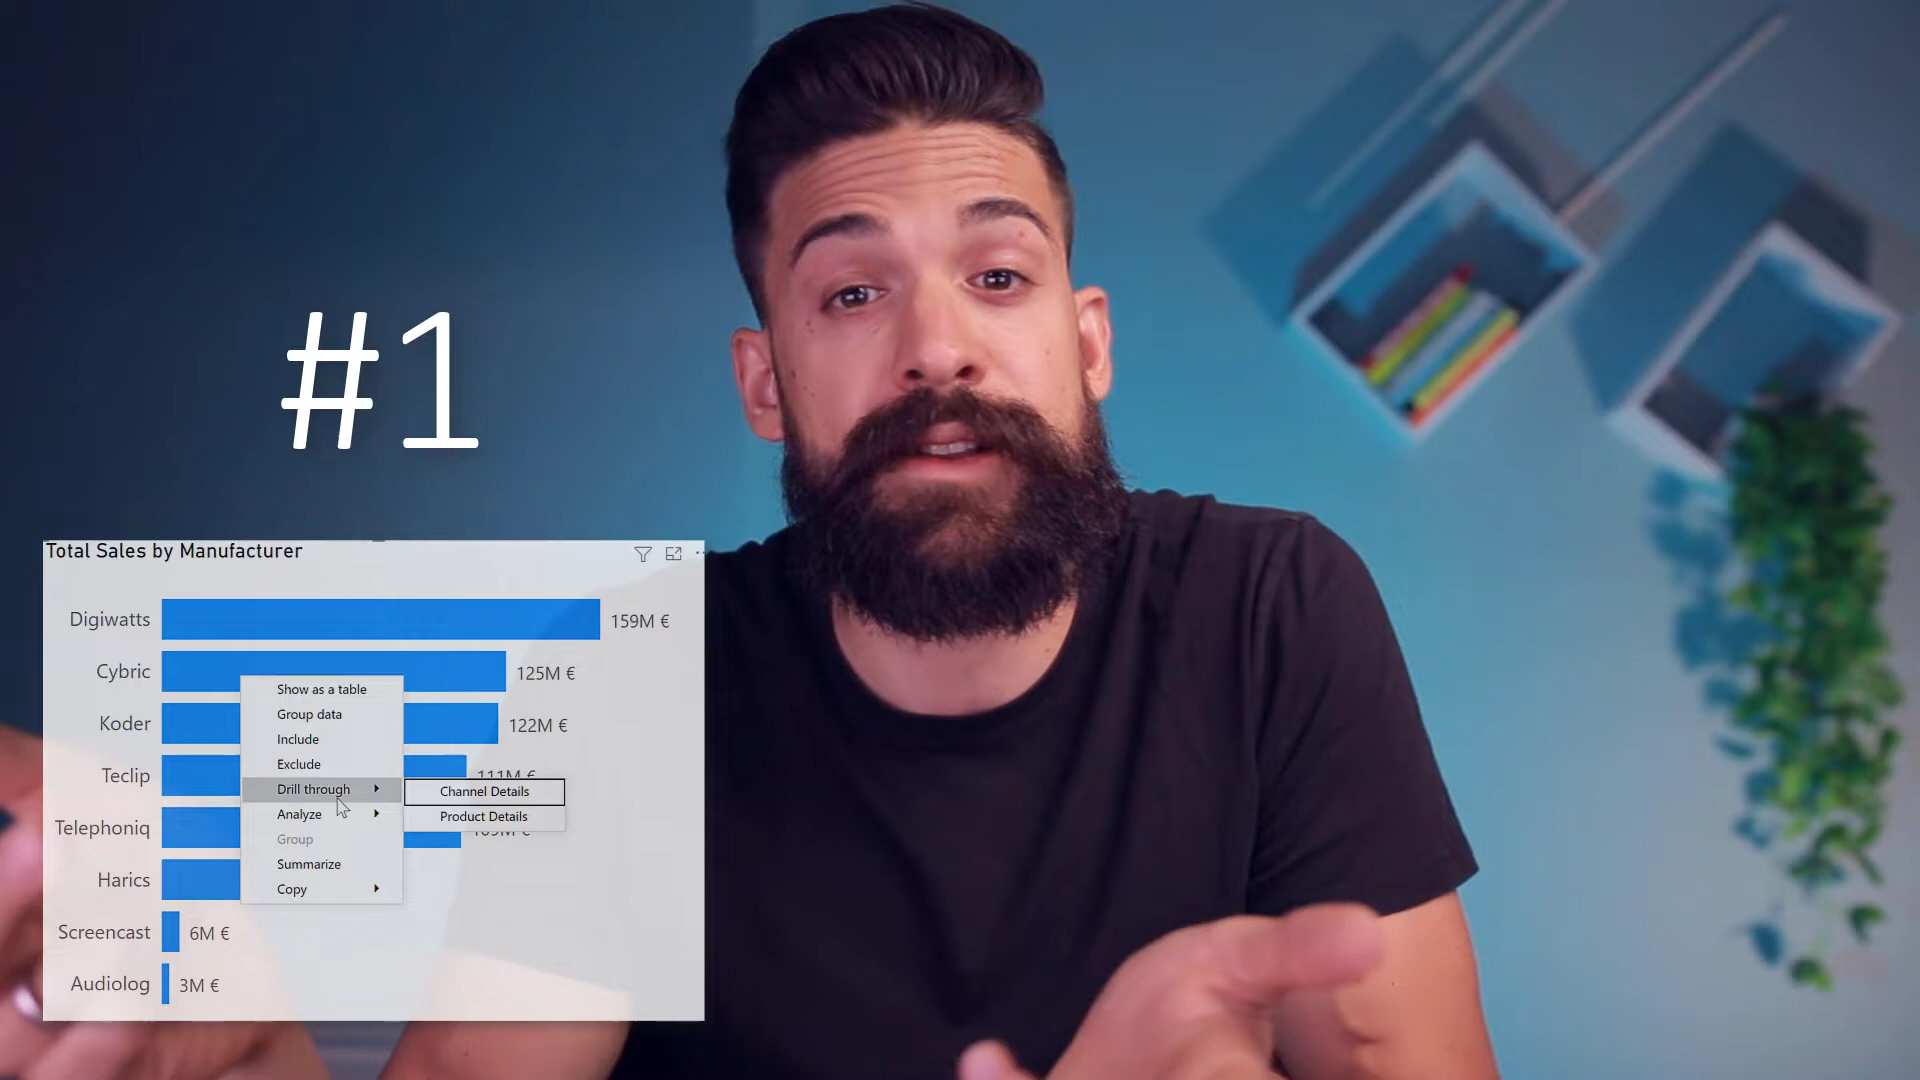 #1
Total Sales by Manufacturer
Digiwatts 159M €
Cybric 125M €
Show as a table
Group data
Koder 122M €
Include
Exclude
Teclip 111M €
Drill through
Channel Details
Analyze
Product Details
Telephoniq
Group
Summarize
Harics
Copy
Screencast 6M €
Audiolog 3M €